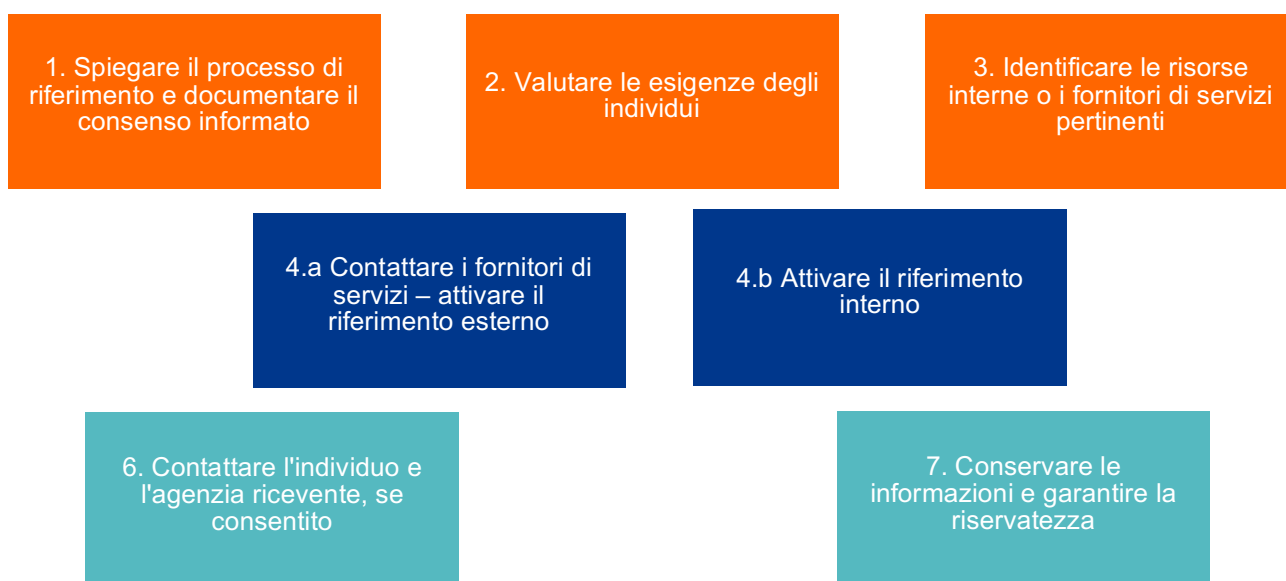 1. Spiegare il processo di
riferimento e documentare il
consenso informato
2. Valutare le esigenze degli
individui
3. Identificare le risorse
interne o i fornitori di servizi
pertinenti
4.a Contattare i fornitori di
servizi – attivare il
riferimento esterno
4.b Attivare il riferimento
interno
6. Contattare l'individuo e
l'agenzia ricevente, se
consentito
7. Conservare le
informazioni e garantire la
riservatezza